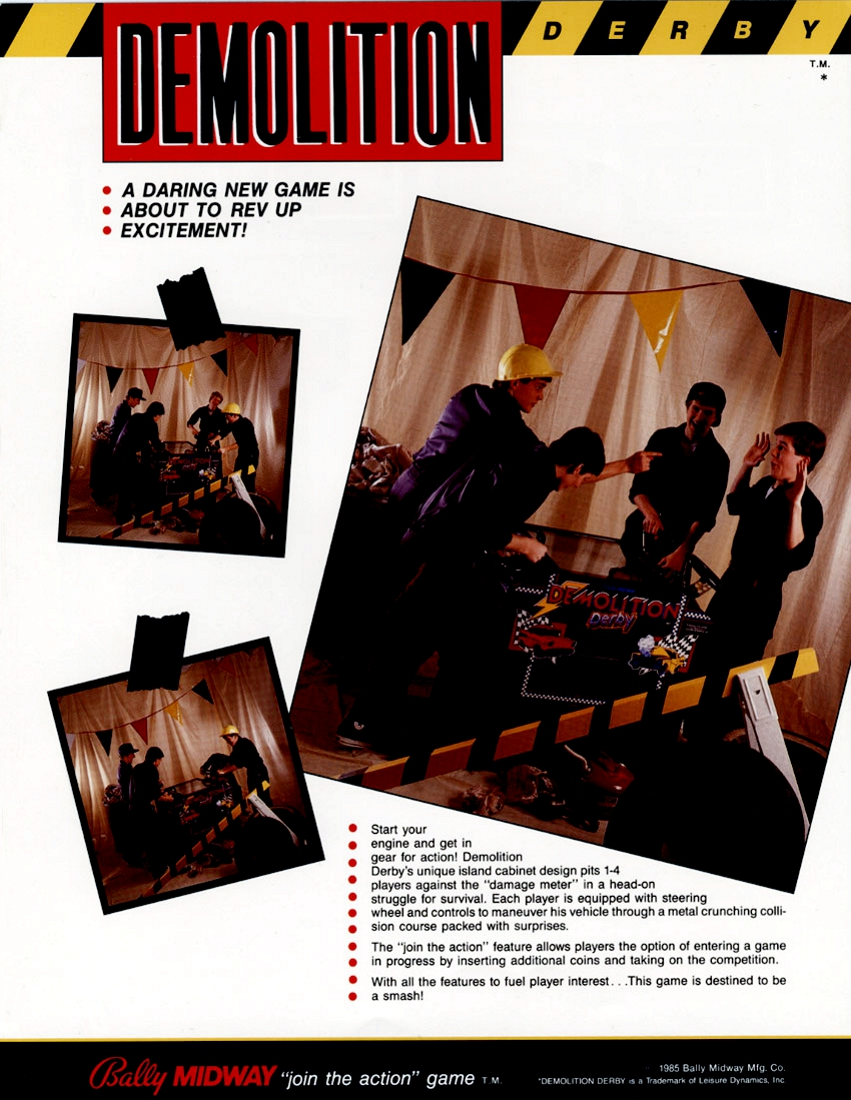 DEMOLITION
DERBY
T.M.
*
A DARING NEW GAME IS
ABOUT TO REV UP
EXCITEMENT!
DEMOLITION
Derby
Start your
engine and get in
gear for action! Demolition
Derby's unique island cabinet design pits 1-4
players against the "damage meter" in a head-on
struggle for survival. Each player is equipped with steering
wheel and controls to maneuver his vehicle through a metal crunching colli-
sion course packed with surprises.
The "join the action" feature allows players the option of entering a game
in progress by inserting additional coins and taking on the competition.
With all the features to fuel player interest. . .This game is destined to be
a smash!
Bally MIDWAY "join the action" game T.M.
1985 Bally Midway Mfg. Co.
*DEMOLITION DERBY is a Trademark of Leisure Dynamics, Inc.